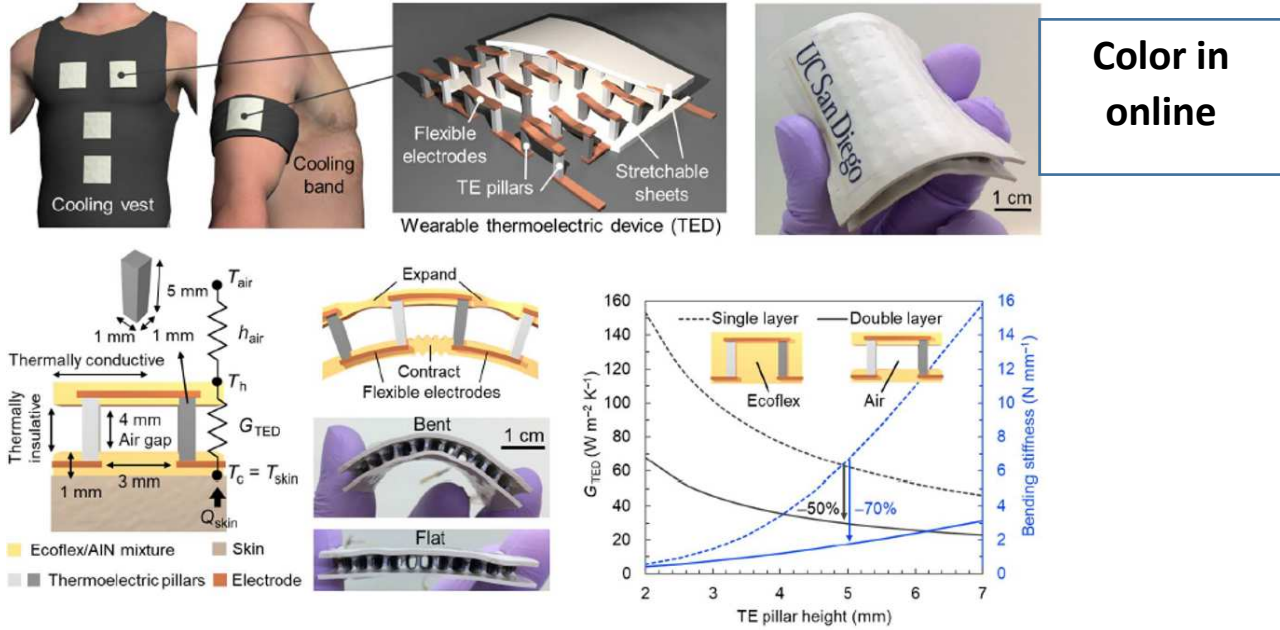 Cooling vest
Cooling
band
Flexible
electrodes
TE pillars
Stretchable
sheets
Wearable thermoelectric device (TED)
UCSanDiego
1 cm
Color in
online
5 mm
1 mm
1 mm
Thermally conductive
Thermally
insulative
4 mm
Air gap
1 mm
3 mm
T_air
h_air
T_h
G_TED
T_c = T_skin
Q_skin
Ecoflex/AlN mixture
Skin
Thermoelectric pillars
Electrode
Expand
Contract
Flexible electrodes
Bent
1 cm
Flat
G_TED (W m⁻² K⁻¹)
160
140
120
100
80
60
40
20
0
Single layer
Double layer
Ecoflex
Air
–50%
–70%
16
14
12
10
8
6
4
2
0
Bending stiffness (N mm⁻¹)
2 3 4 5 6 7
TE pillar height (mm)